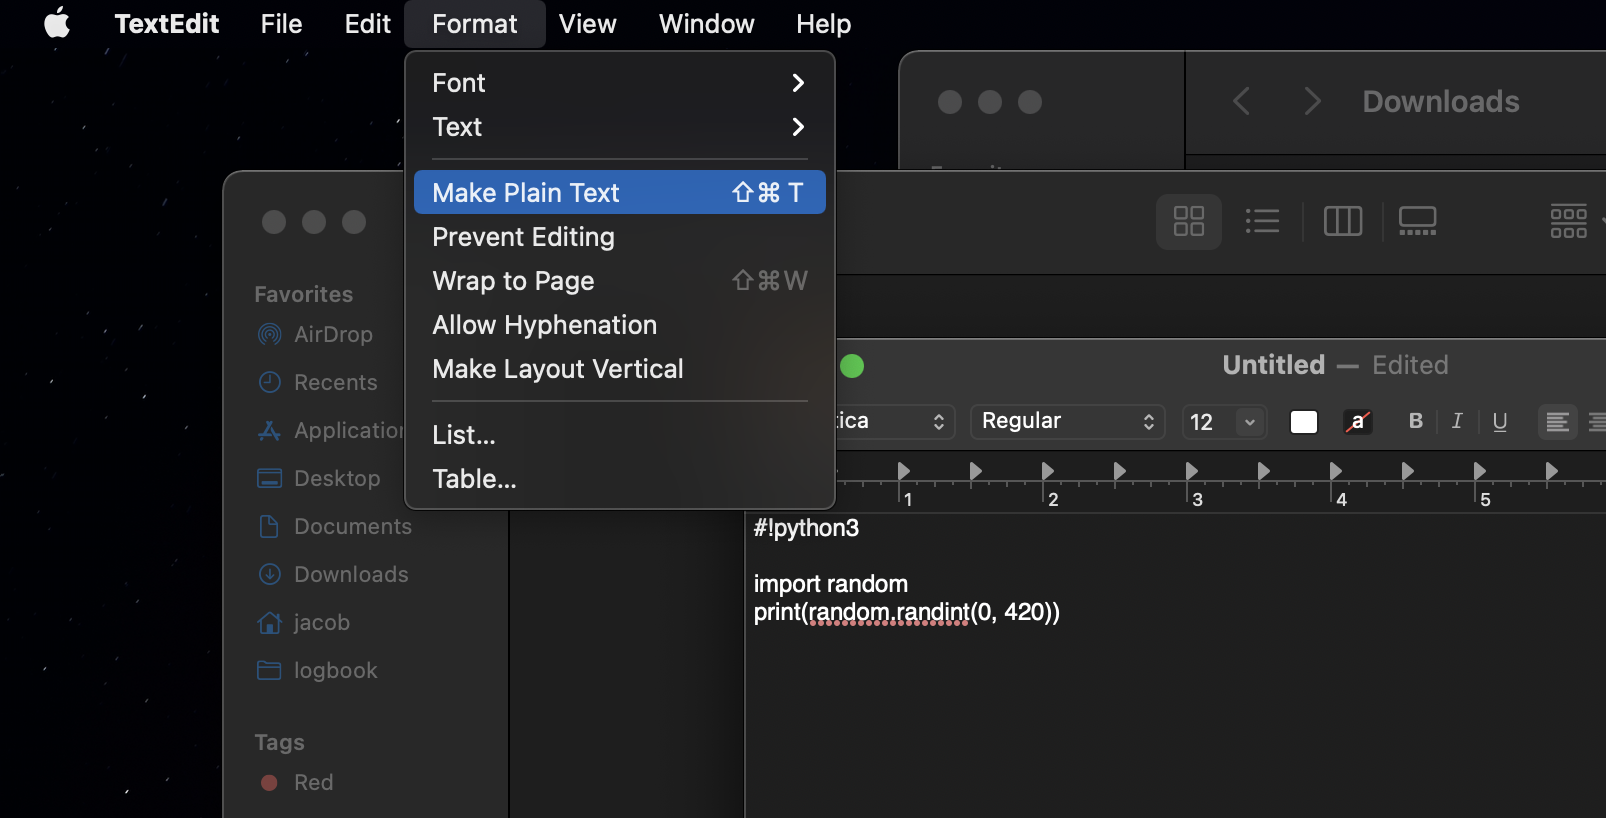 TextEdit File Edit Format View Window Help
Font
Text
Make Plain Text ⇧⌘ T
Prevent Editing
Wrap to Page ⇧⌘W
Allow Hyphenation
Make Layout Vertical
List...
Table...
Downloads
Favorites
AirDrop
Recents
Application
Desktop
Documents
Downloads
jacob
logbook
Tags
Red
Untitled — Edited
tica Regular 12 a B I U
1 2 3 4 5
#!python3
import random
print(random.randint(0, 420))